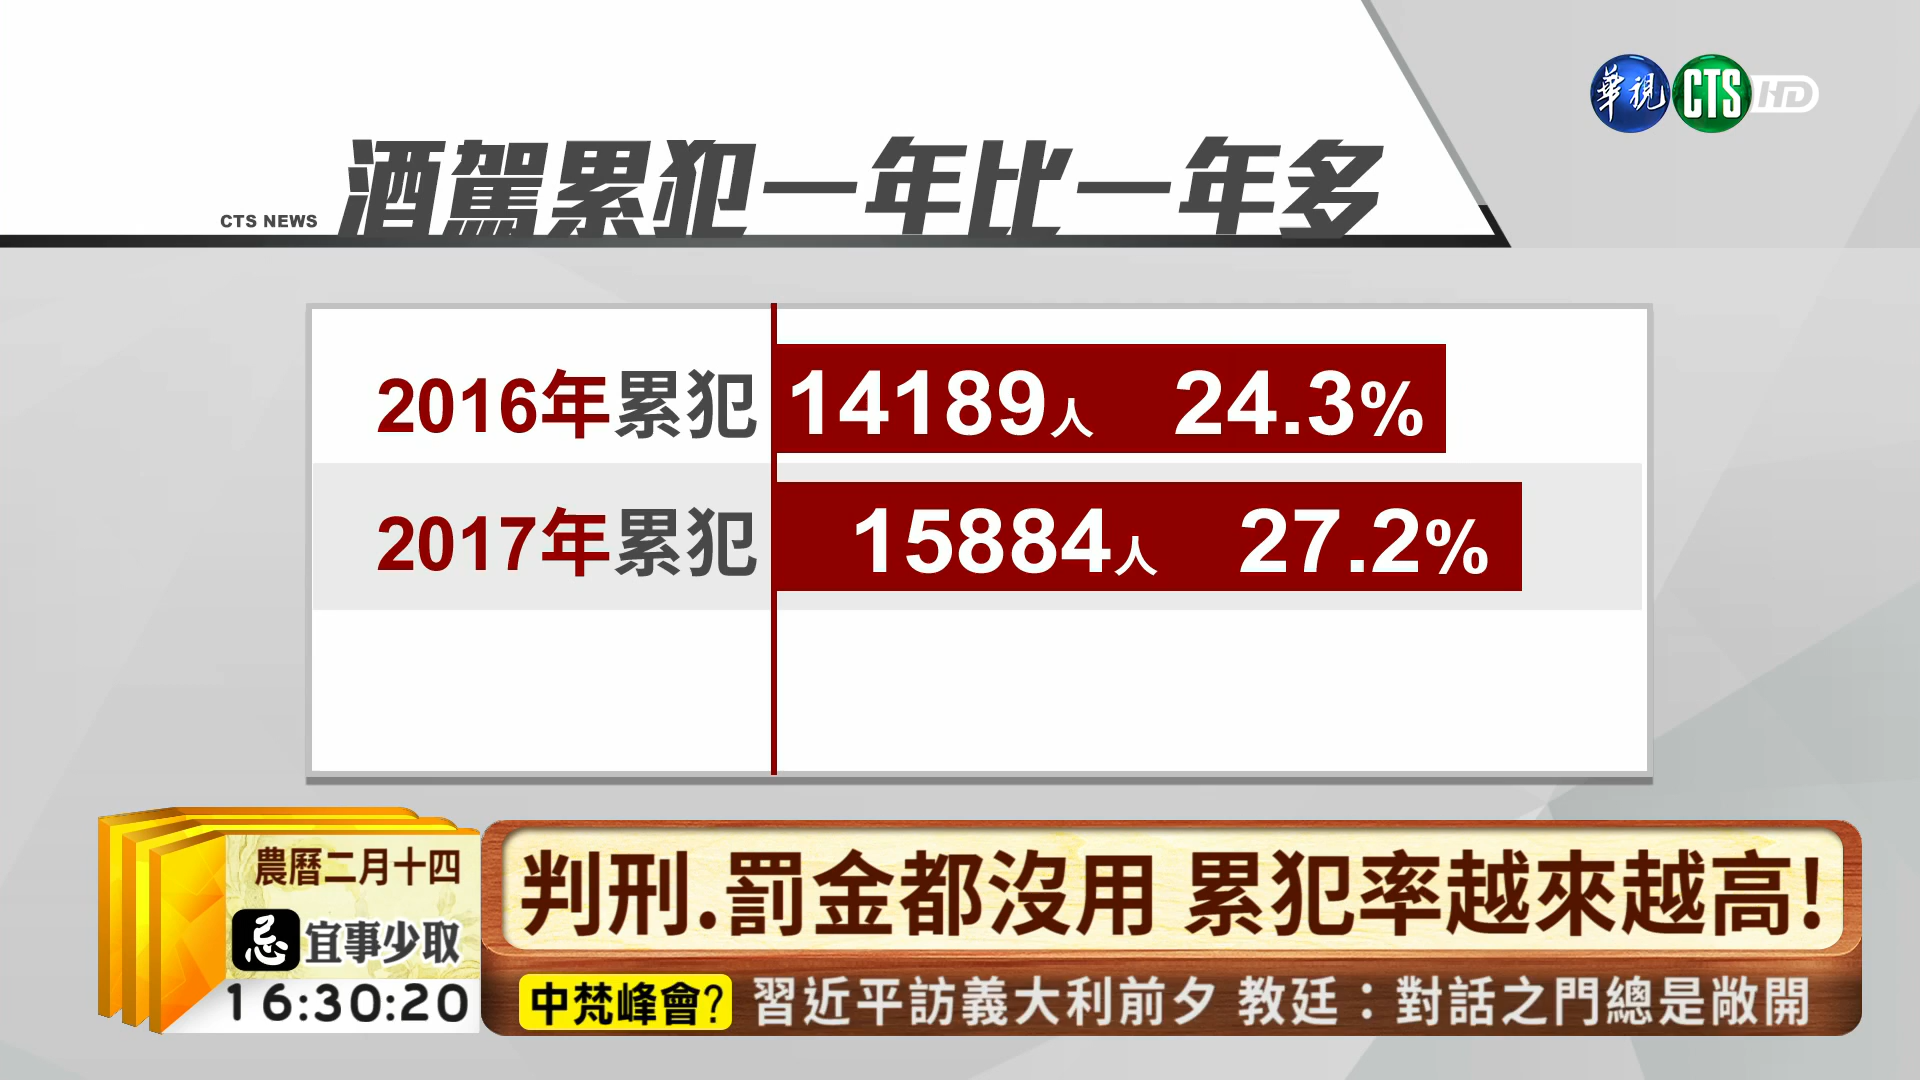 華視 CTS HD
CTS NEWS 酒駕累犯一年比一年多
2016年累犯 14189人 24.3%
2017年累犯 15884人 27.2%
農曆二月十四
忌 宜事少取
16:30:20
判刑.罰金都沒用 累犯率越來越高!
中梵峰會? 習近平訪義大利前夕 教廷：對話之門總是敞開